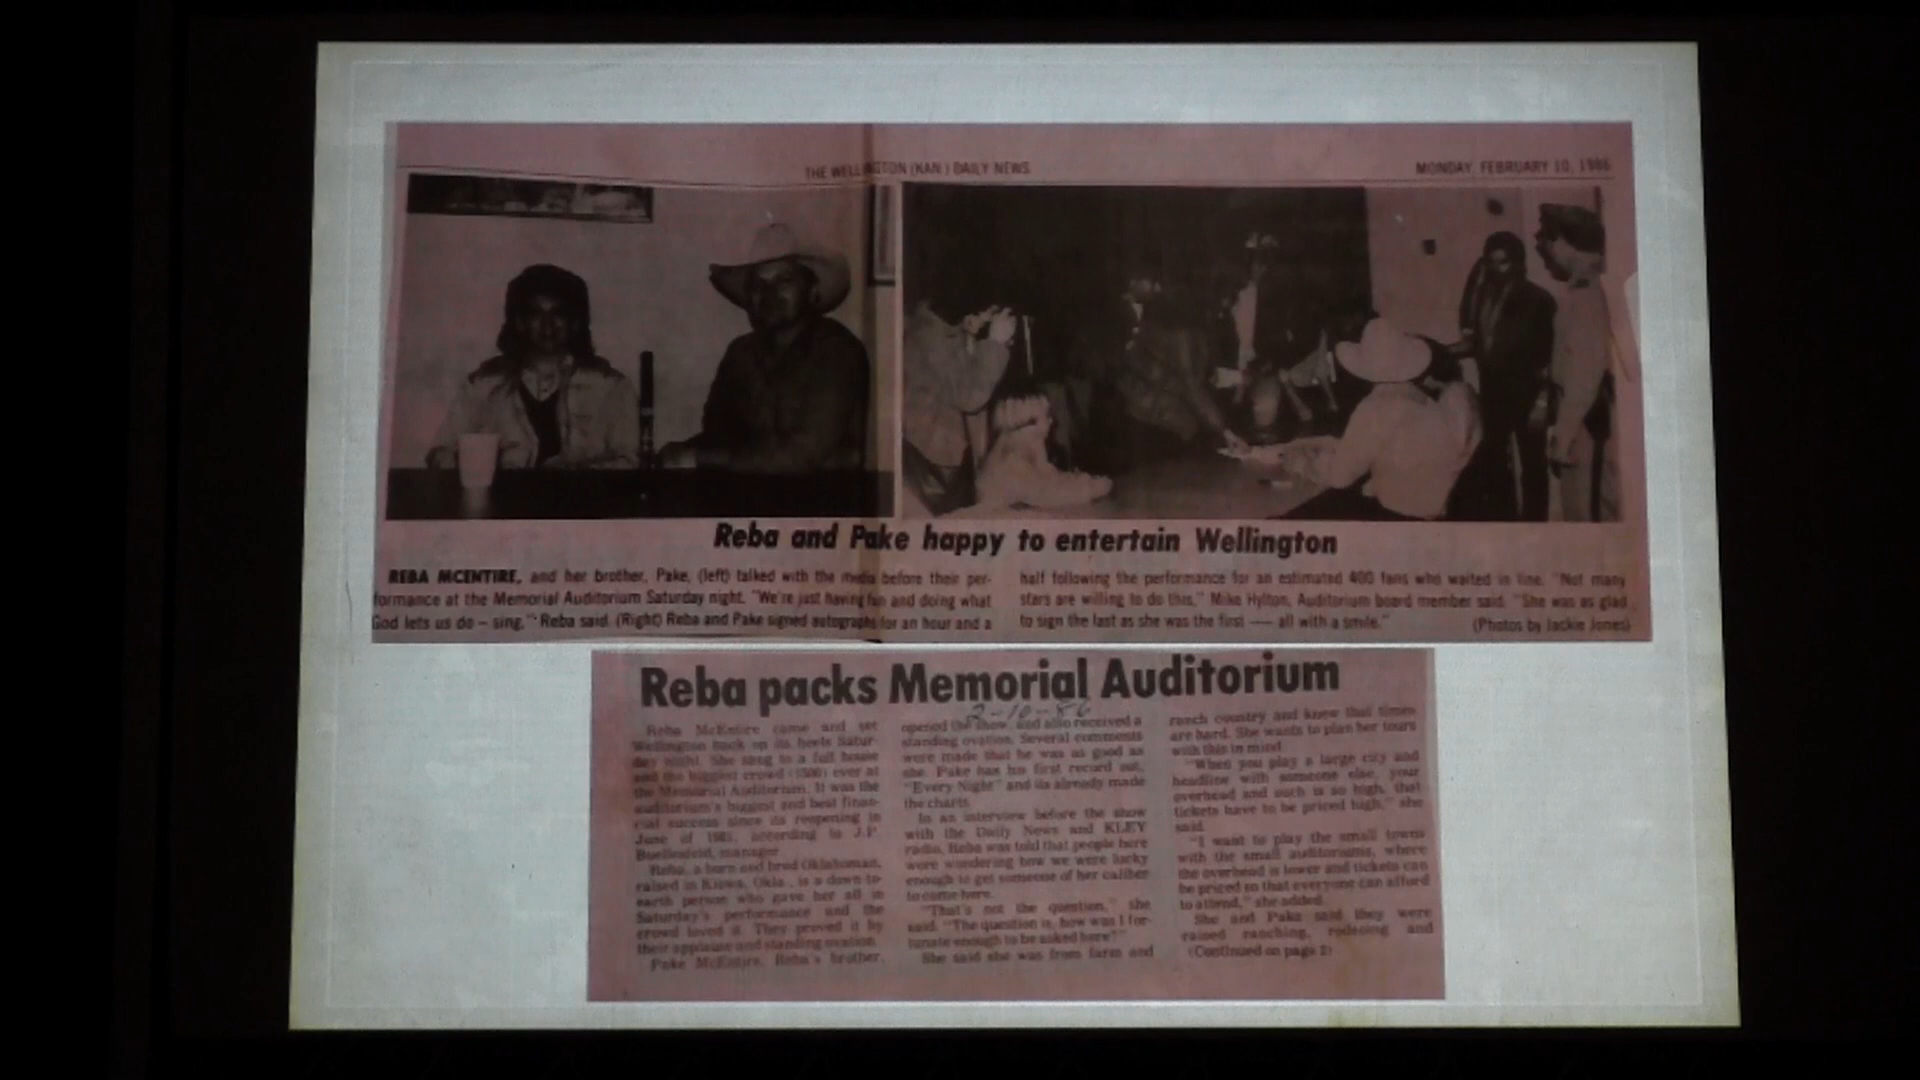 THE WELLINGTON (KAN.) DAILY NEWS
MONDAY, FEBRUARY 10, 1986
Reba and Pake happy to entertain Wellington
REBA MCENTIRE, and her brother, Pake, (left) talked with the media before their per-
formance at the Memorial Auditorium Saturday night. "We're just having fun and doing what
God lets us do – sing," Reba said. (Right) Reba and Pake signed autographs for an hour and a
half following the performance for an estimated 400 fans who waited in line. "Not many
stars are willing to do this," Mike Hylton, Auditorium board member said. "She was as glad
to sign the last as she was the first — all with a smile."
(Photos by Jackie Jones)
Reba packs Memorial Auditorium
2-10-86
Reba McEntire came and set
Wellington back on its heels Satur-
day night. She sang to a full house
and the biggest crowd (1500) ever at
the Memorial Auditorium. It was the
auditorium's biggest and best finan-
cial success since its reopening in
June of 1985, according to J.P.
manager.
Reba, a born and bred Oklahoman,
raised in Kiowa, Okla., is a down-to-
earth person who gave her all in
Saturday's performance and the
crowd loved it. They proved it by
their applause and standing ovation.
Pake McEntire, Reba's brother,
opened the show, and also received a
standing ovation. Several comments
were made that he was as good as
she. Pake has his first record out,
"Every Night" and its already made
the charts.
In an interview before the show
with the Daily News and KLEY
radio, Reba was told that people here
were wondering how we were lucky
enough to get someone of her caliber
to come here.
"That's not the question," she
said. "The question is, how was I for-
tunate enough to be asked here?"
She said she was from farm and
ranch country and knew that times
are hard. She wants to plan her tours
with this in mind.
"When you play a large city and
headline with someone else, your
overhead and such is so high, that
tickets have to be priced high," she
said.
"I want to play the small towns
with the small auditoriums, where
the overhead is lower and tickets can
be priced so that everyone can afford
to attend," she added.
She and Pake said they were
raised ranching, rodeoing and
(Continued on page 2)